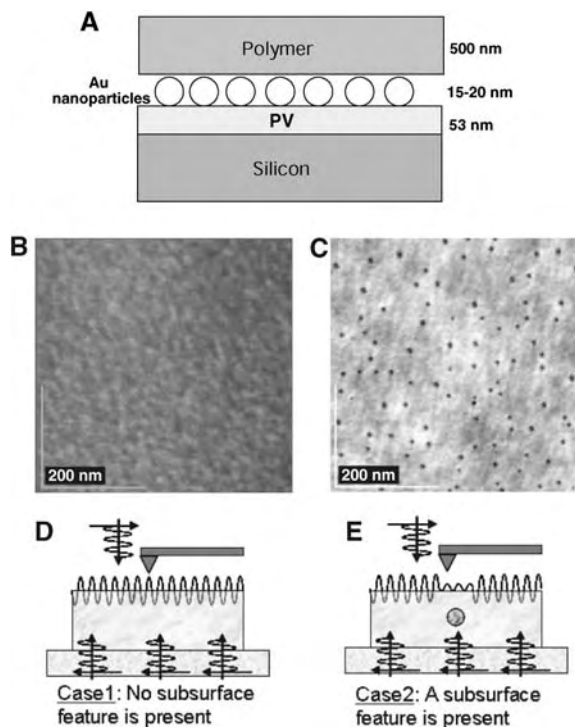 A
Polymer
500 nm
Au
nanoparticles
15-20 nm
PV
53 nm
Silicon
B
200 nm
C
200 nm
D
Case1: No subsurface
feature is present
E
Case2: A subsurface
feature is present